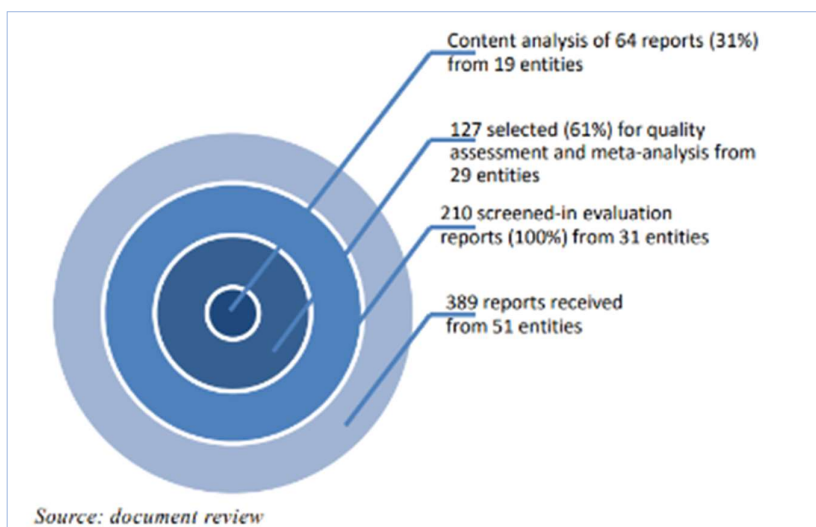 Content analysis of 64 reports (31%)
from 19 entities
127 selected (61%) for quality
assessment and meta-analysis from
29 entities
210 screened-in evaluation
reports (100%) from 31 entities
389 reports received
from 51 entities
Source: document review